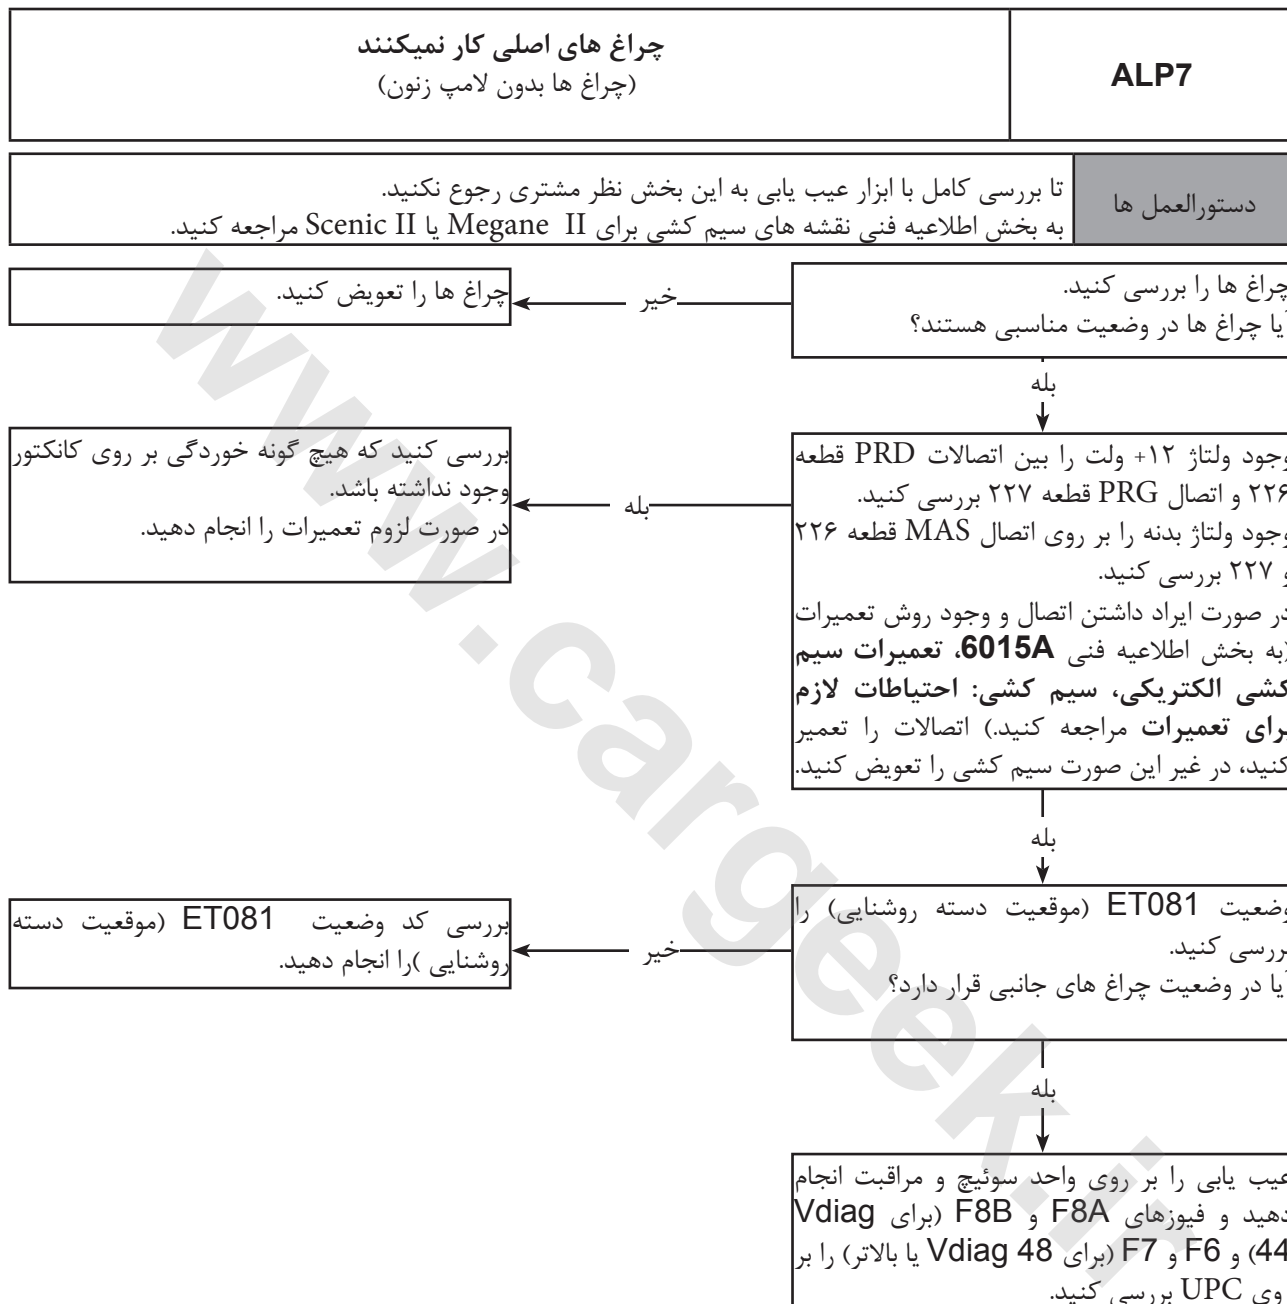 چراغ های اصلی کار نمیکنند
(چراغ ها بدون لامپ زنون)
ALP7
دستورالعمل ها
تا بررسی کامل با ابزار عیب یابی به این بخش نظر مشتری رجوع نکنید.
به بخش اطلاعیه فنی نقشه های سیم کشی برای Megane II یا Scenic II مراجعه کنید.
چراغ ها را بررسی کنید.
آیا چراغ ها در وضعیت مناسبی هستند؟
خیر
چراغ ها را تعویض کنید.
بله
وجود ولتاژ ۱۲+ ولت را بین اتصالات PRD قطعه
۲۲۶ و اتصال PRG قطعه ۲۲۷ بررسی کنید.
وجود ولتاژ بدنه را بر روی اتصال MAS قطعه ۲۲۶
و ۲۲۷ بررسی کنید.
در صورت ایراد داشتن اتصال و وجود روش تعمیرات
(به بخش اطلاعیه فنی 6015A، تعمیرات سیم
کشی الکتریکی، سیم کشی: احتیاطات لازم
برای تعمیرات مراجعه کنید.) اتصالات را تعمیر
کنید، در غیر این صورت سیم کشی را تعویض کنید.
بله
بررسی کنید که هیچ گونه خوردگی بر روی کانکتور
وجود نداشته باشد.
در صورت لزوم تعمیرات را انجام دهید.
بله
وضعیت ET081 (موقعیت دسته روشنایی) را
بررسی کنید.
آیا در وضعیت چراغ های جانبی قرار دارد؟
خیر
بررسی کد وضعیت ET081 (موقعیت دسته
روشنایی )را انجام دهید.
بله
عیب یابی را بر روی واحد سوئیچ و مراقبت انجام
دهید و فیوزهای F8A و F8B (برای Vdiag
44) و F6 و F7 (برای Vdiag 48 یا بالاتر) را بر
روی UPC بررسی کنید.
www.cargeek.ir